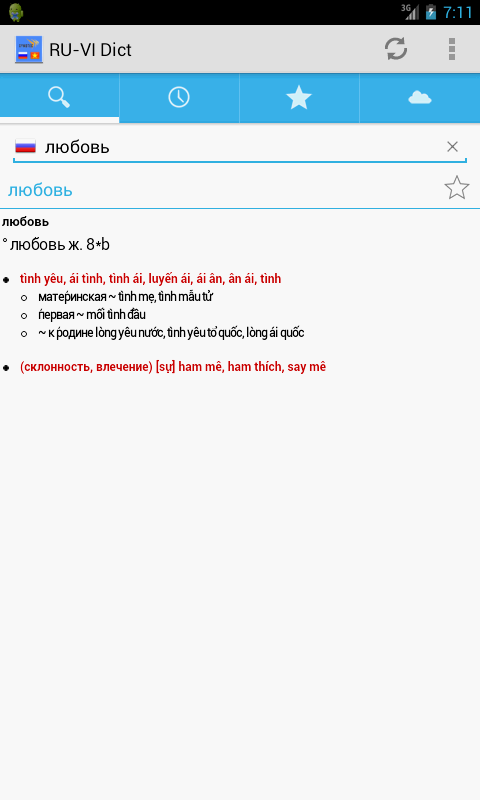 3G 7:11
RU-VI Dict
любовь
любовь
любовь
° любовь ж. 8*b
tình yêu, ái tình, tình ái, luyến ái, ái ân, ân ái, tình
матери́нская ~ tình mẹ, tình mẫu tử
пе́рвая ~ mối tình đầu
~ к ро́дине lòng yêu nước, tình yêu tổ quốc, lòng ái quốc
(склонность, влечение) [sự] ham mê, ham thích, say mê